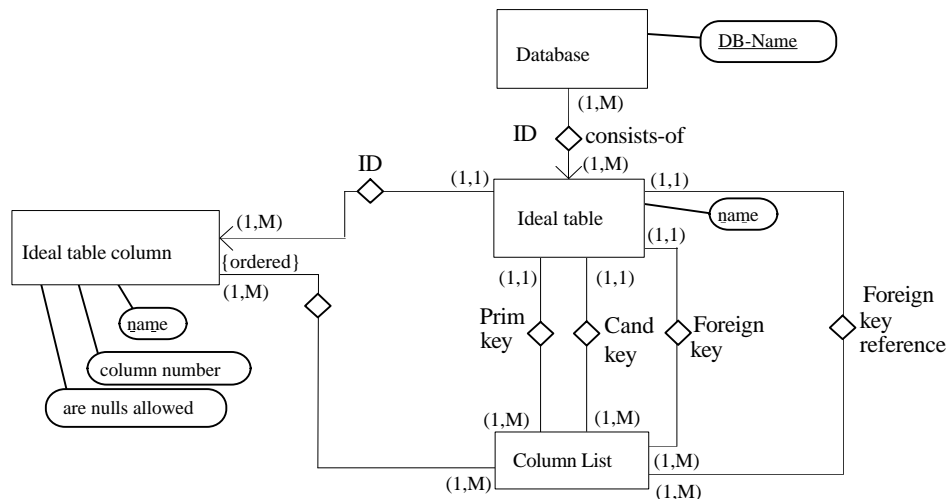 Database
DB-Name
(1,M)
ID
consists-of
(1,M)
ID
(1,1)
(1,1)
(1,M)
Ideal table
name
(1,1)
Ideal table column
{ordered}
(1,M)
(1,1)
(1,1)
name
column number
are nulls allowed
Prim
key
Cand
key
Foreign
key
Foreign
key
reference
(1,M)
(1,M)
Column List
(1,M)
(1,M)
(1,M)